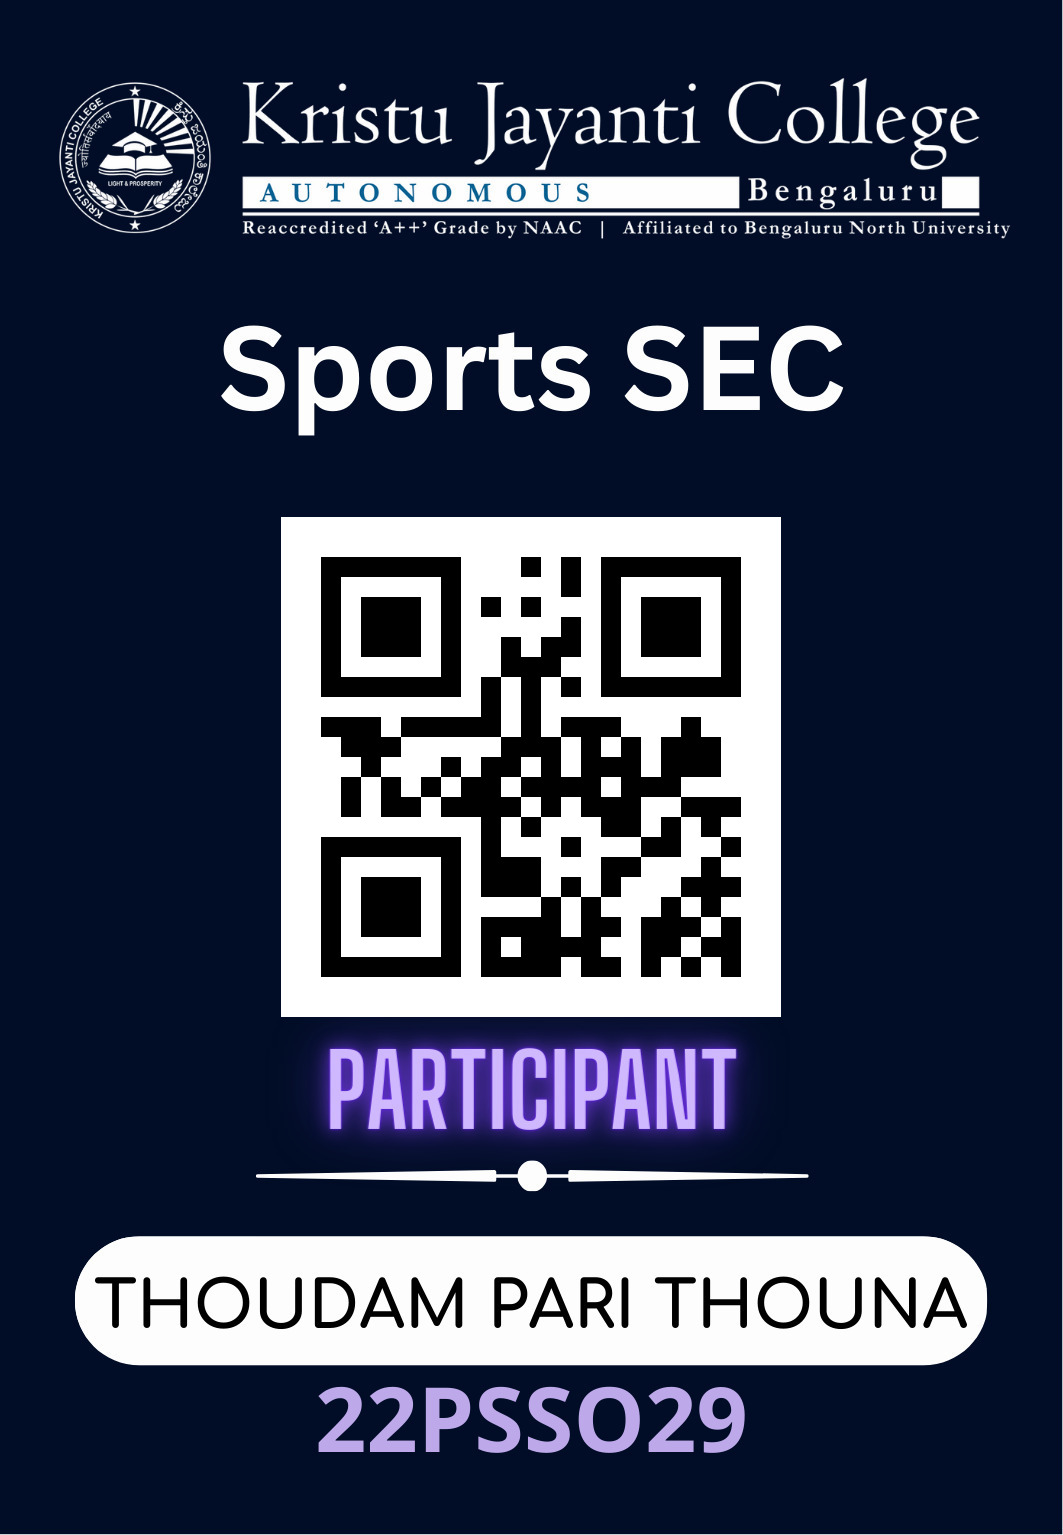 KRISTU JAYANTI COLLEGE
LIGHT & PROSPERITY
Kristu Jayanti College
AUTONOMOUS Bengaluru
Reaccredited ‘A++’ Grade by NAAC | Affiliated to Bengaluru North University
Sports SEC
PARTICIPANT
THOUDAM PARI THOUNA
22PSSO29